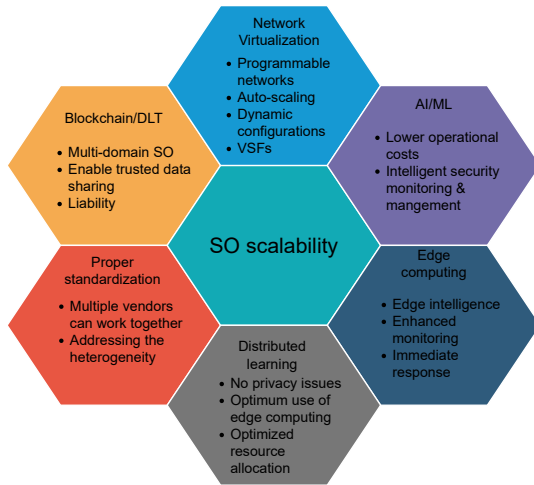 Network
Virtualization
• Programmable
networks
• Auto-scaling
• Dynamic
configurations
• VSFs
Blockchain/DLT
• Multi-domain SO
• Enable trusted data
sharing
• Liability
AI/ML
• Lower operational
costs
• Intelligent security
monitoring &
mangement
SO scalability
Proper
standardization
• Multiple vendors
can work together
• Addressing the
heterogeneity
Edge
computing
• Edge intelligence
• Enhanced
monitoring
• Immediate
response
Distributed
learning
• No privacy issues
• Optimum use of
edge computing
• Optimized
resource
allocation